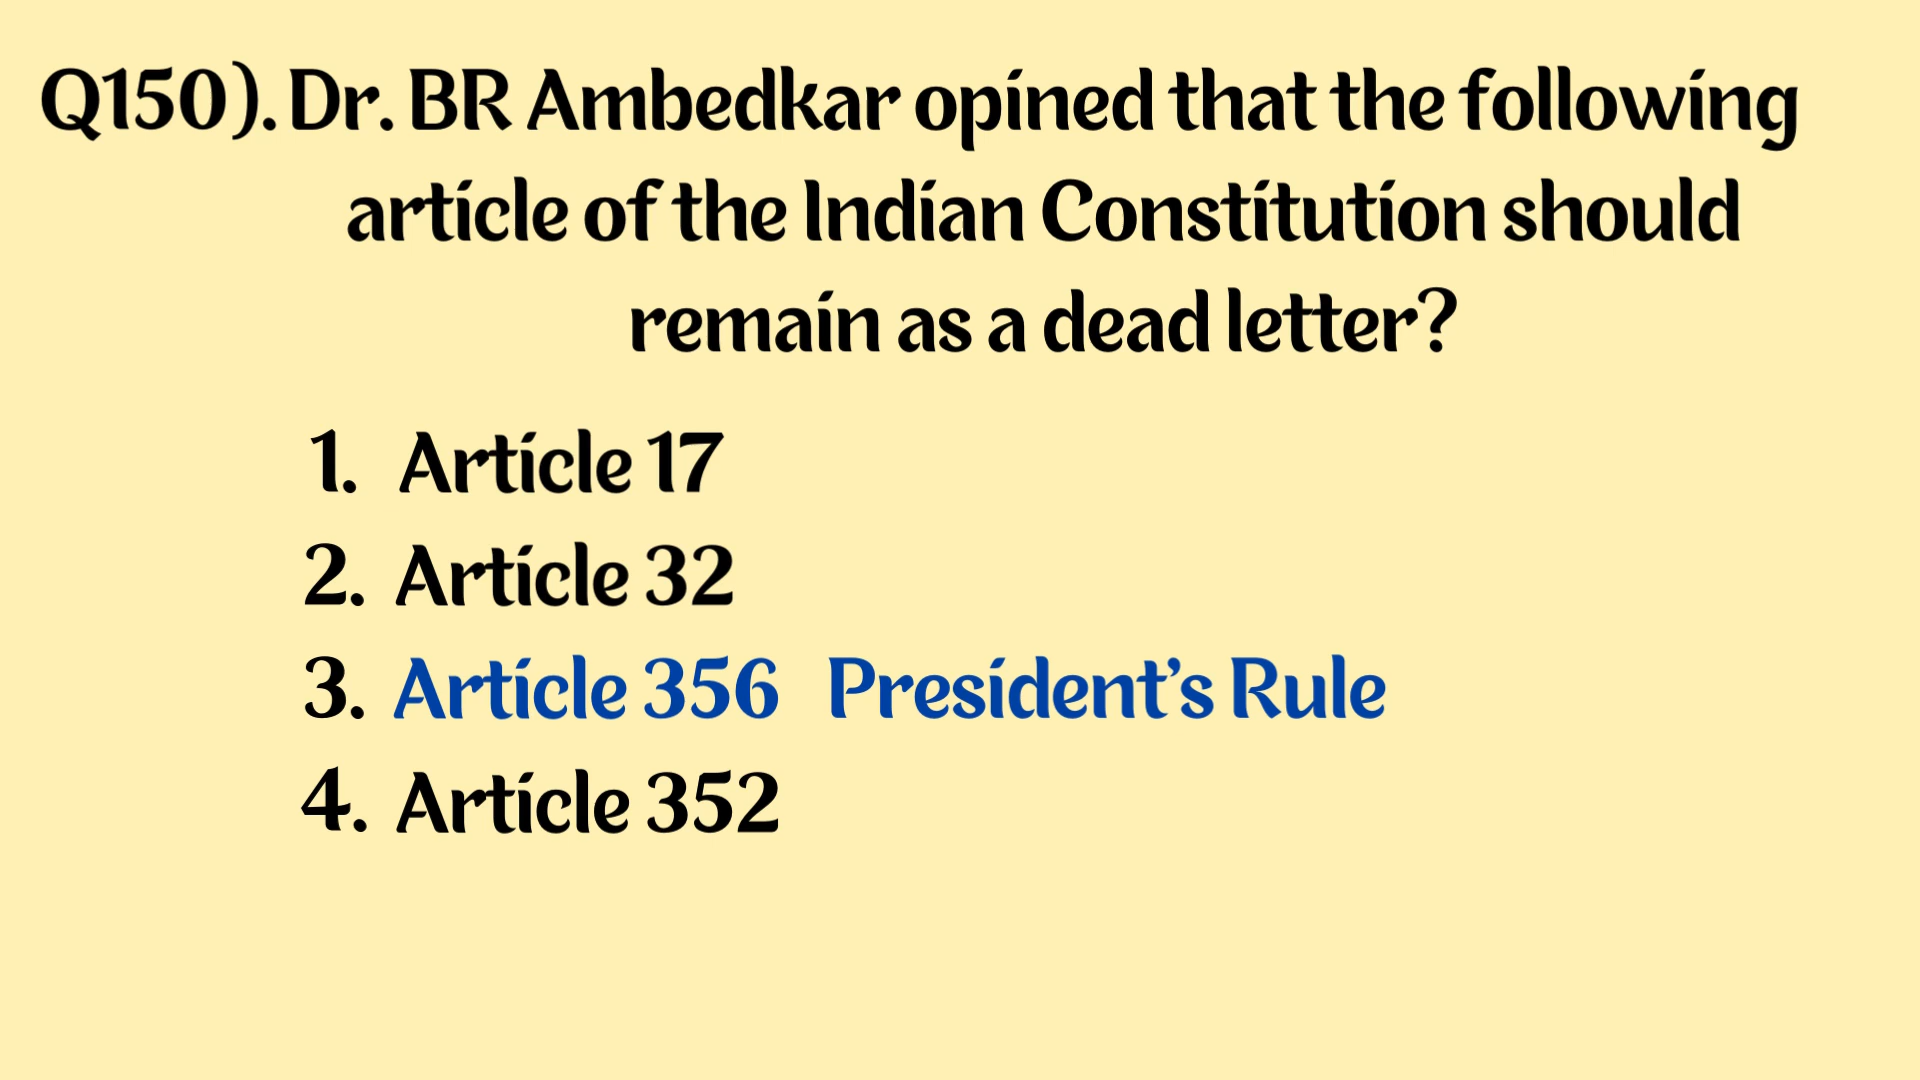 Q150). Dr. BR Ambedkar opined that the following
article of the Indian Constitution should
remain as a dead letter?
1. Article 17
2. Article 32
3. Article 356 President’s Rule
4. Article 352